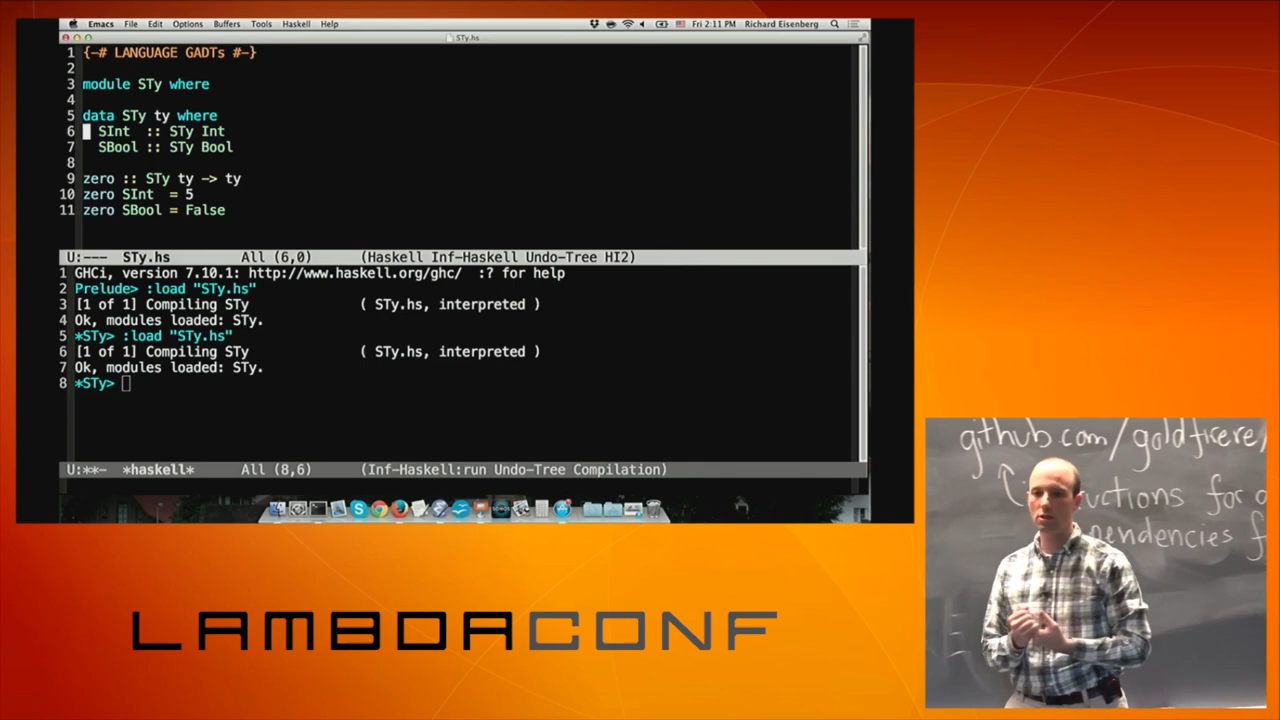 Emacs File Edit Options Buffers Tools Haskell Help Fri 2:11 PM Richard Eisenberg
STy.hs
1 {-# LANGUAGE GADTs #-}
2
3 module STy where
4
5 data STy ty where
6 SInt :: STy Int
7 SBool :: STy Bool
8
9 zero :: STy ty -> ty
10 zero SInt = 5
11 zero SBool = False
U:--- STy.hs All (6,0) (Haskell Inf-Haskell Undo-Tree HI2)
1 GHCi, version 7.10.1: http://www.haskell.org/ghc/ :? for help
2 Prelude> :load "STy.hs"
3 [1 of 1] Compiling STy ( STy.hs, interpreted )
4 Ok, modules loaded: STy.
5 *STy> :load "STy.hs"
6 [1 of 1] Compiling STy ( STy.hs, interpreted )
7 Ok, modules loaded: STy.
8 *STy>
U:**- *haskell* All (8,6) (Inf-Haskell:run Undo-Tree Compilation)
github.com/goldfirere/
uctions for
pendencies f
LAMBDACONF